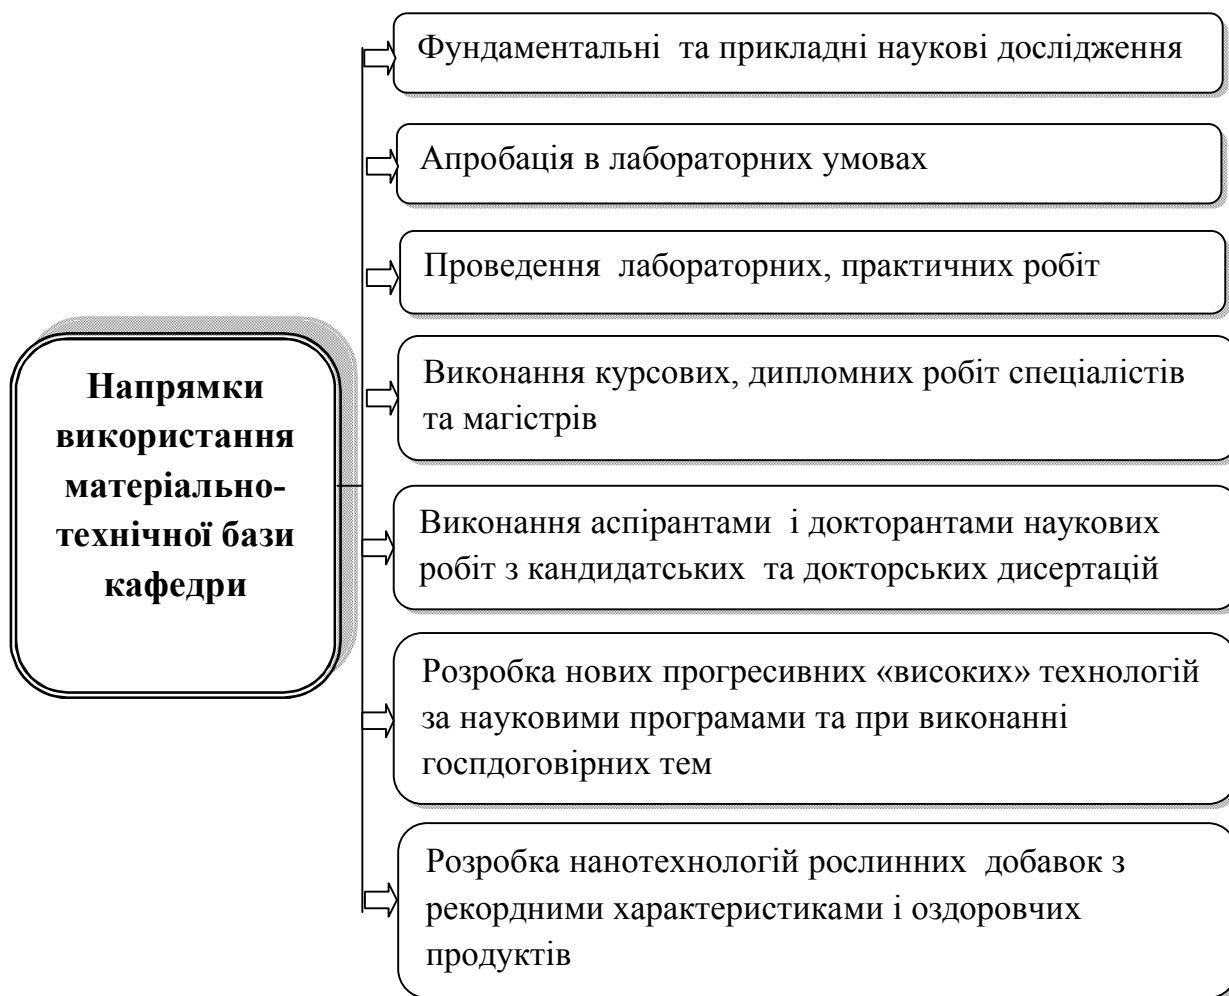 Фундаментальні та прикладні наукові дослідження
Апробація в лабораторних умовах
Проведення лабораторних, практичних робіт
Напрямки
використання
матеріально-
технічної бази
кафедри
Виконання курсових, дипломних робіт спеціалістів
та магістрів
Виконання аспірантами і докторантами наукових
робіт з кандидатських та докторських дисертацій
Розробка нових прогресивних «високих» технологій
за науковими програмами та при виконанні
госпдоговірних тем
Розробка нанотехнологій рослинних добавок з
рекордними характеристиками і оздоровчих
продуктів